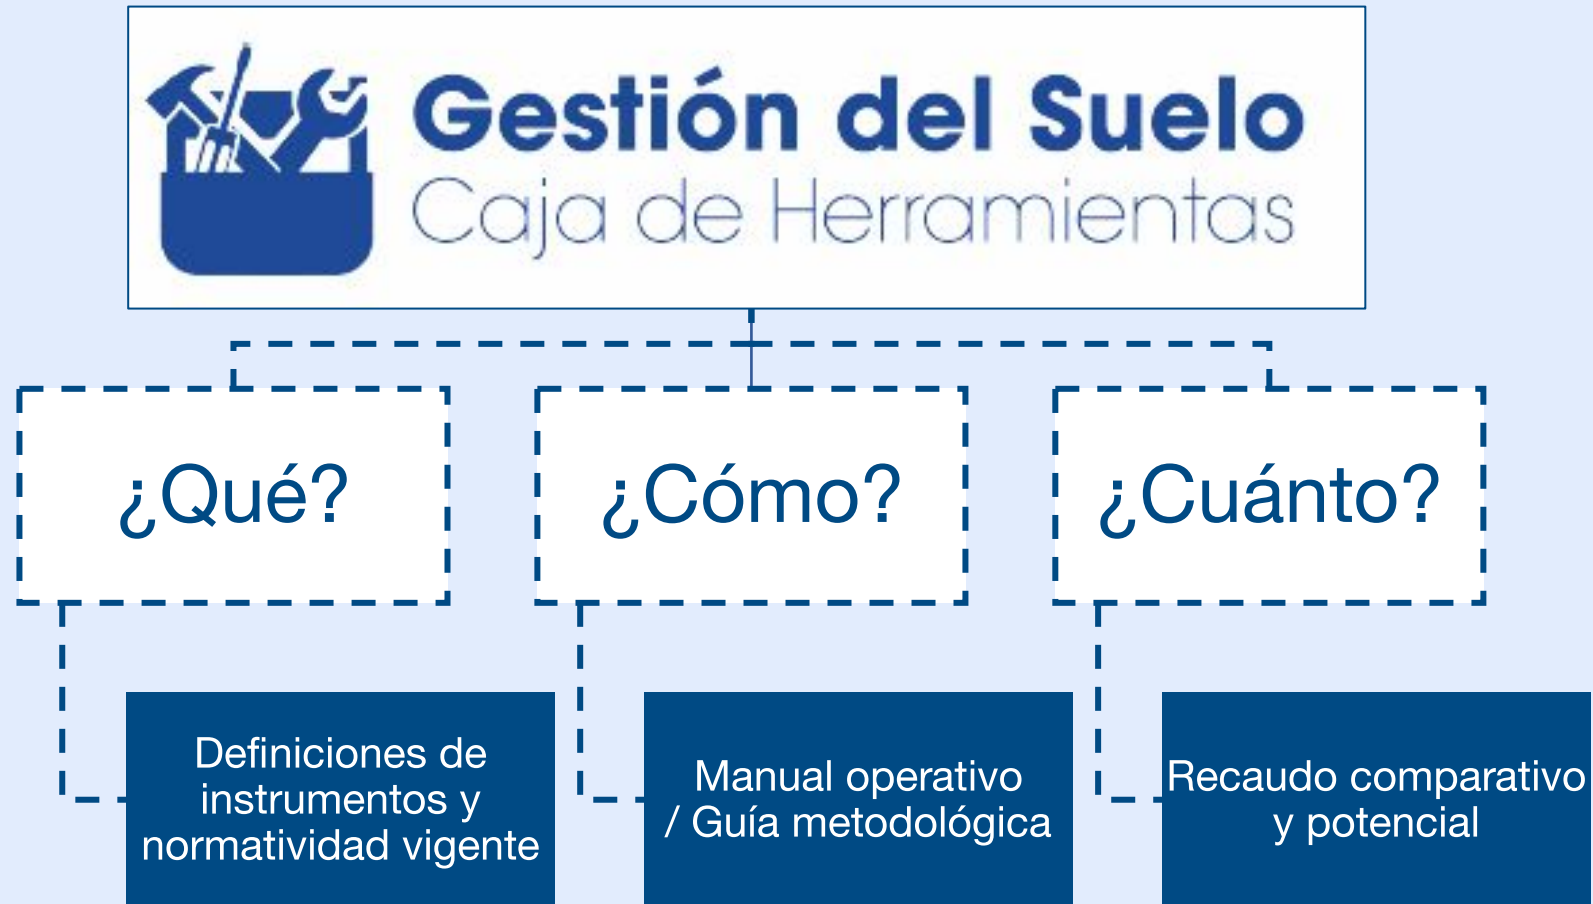 Gestión del Suelo
Caja de Herramientas
¿Qué?
¿Cómo?
¿Cuánto?
Definiciones de
instrumentos y
normatividad vigente
Manual operativo
/ Guía metodológica
Recaudo comparativo
y potencial